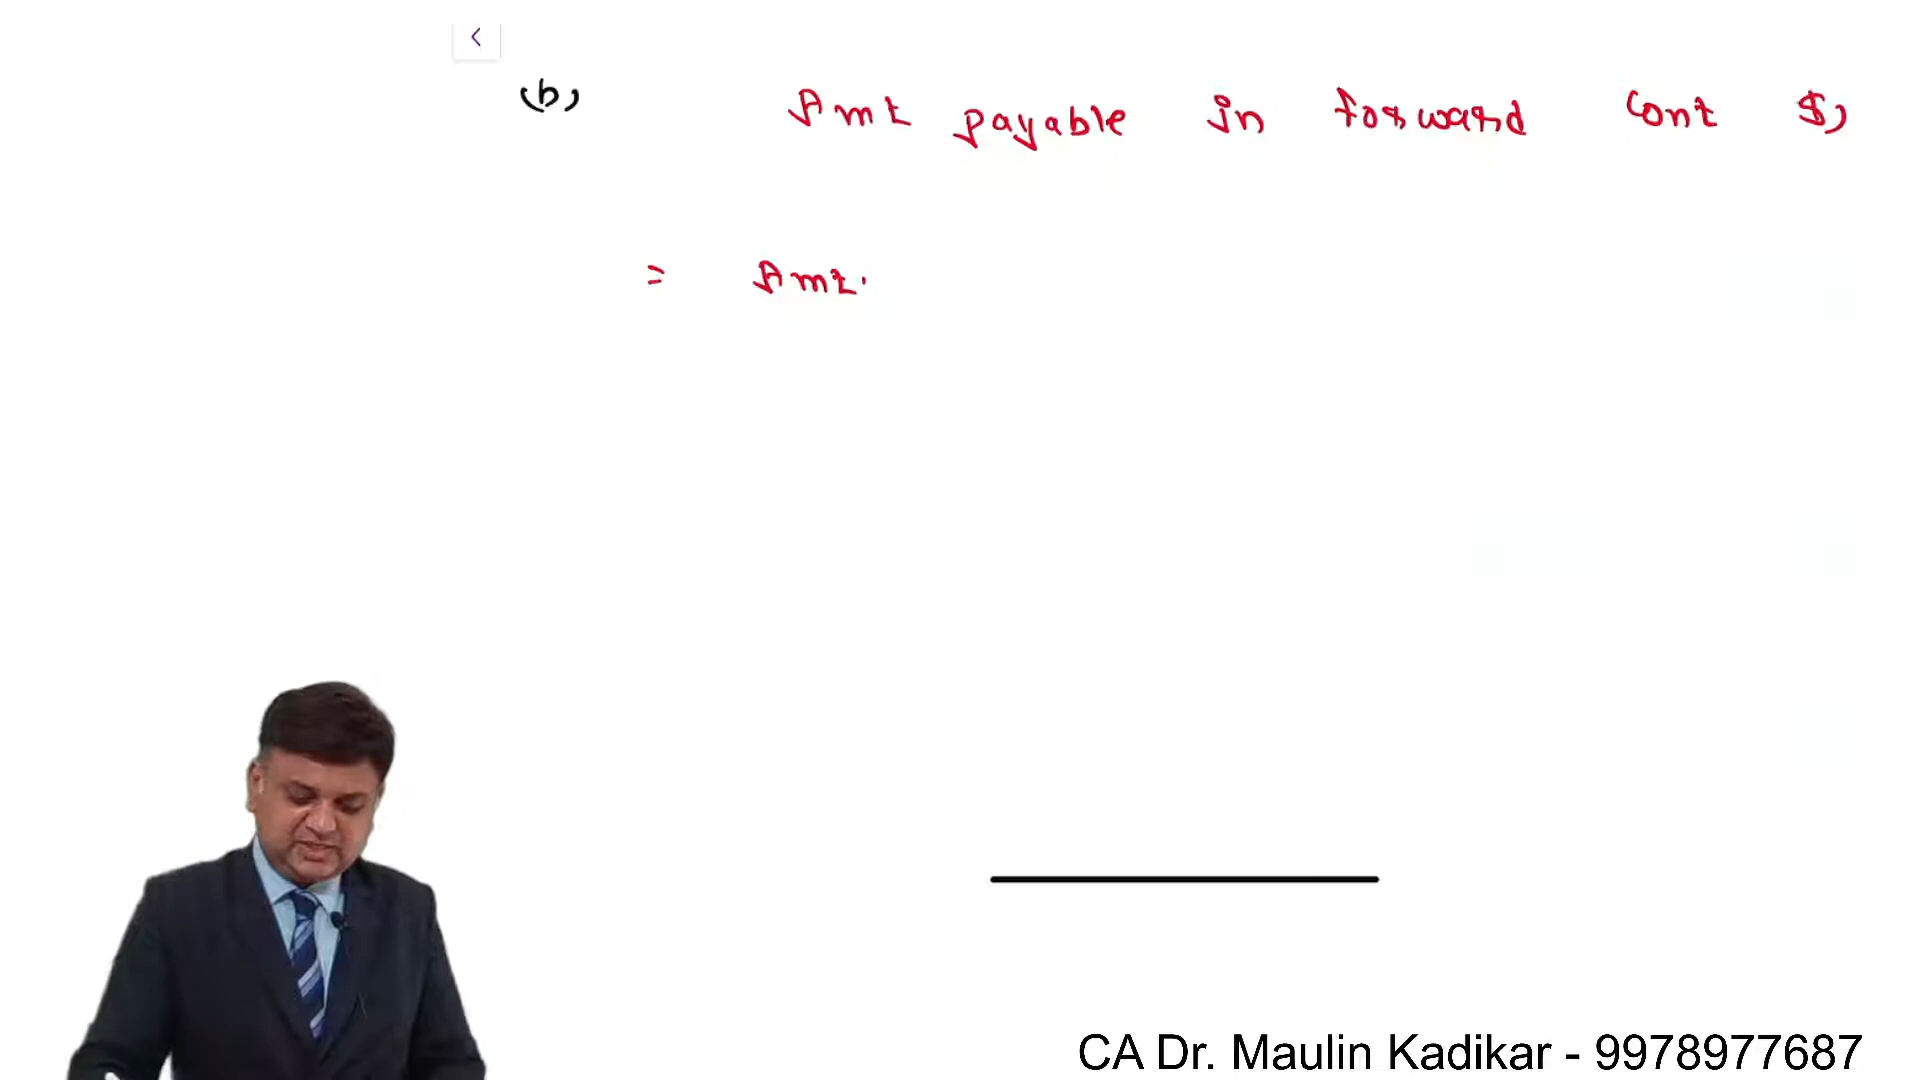 (b) Amt payable in forward Cont $)
= Amt.
CA Dr. Maulin Kadikar - 9978977687